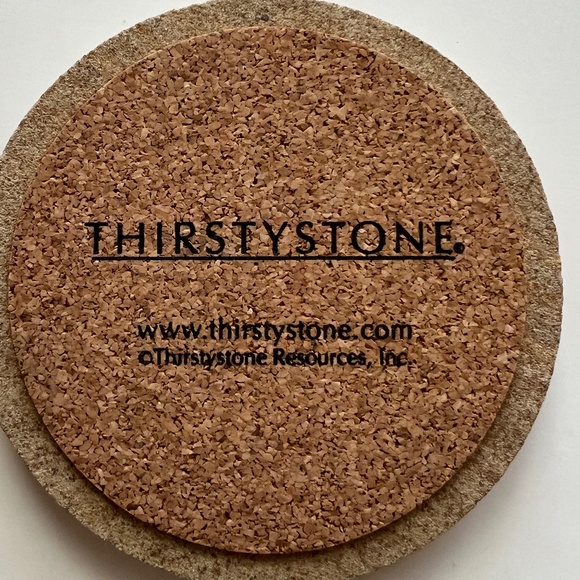 THIRSTYSTONE®
www.thirstystone.com
©Thirstystone Resources, Inc.